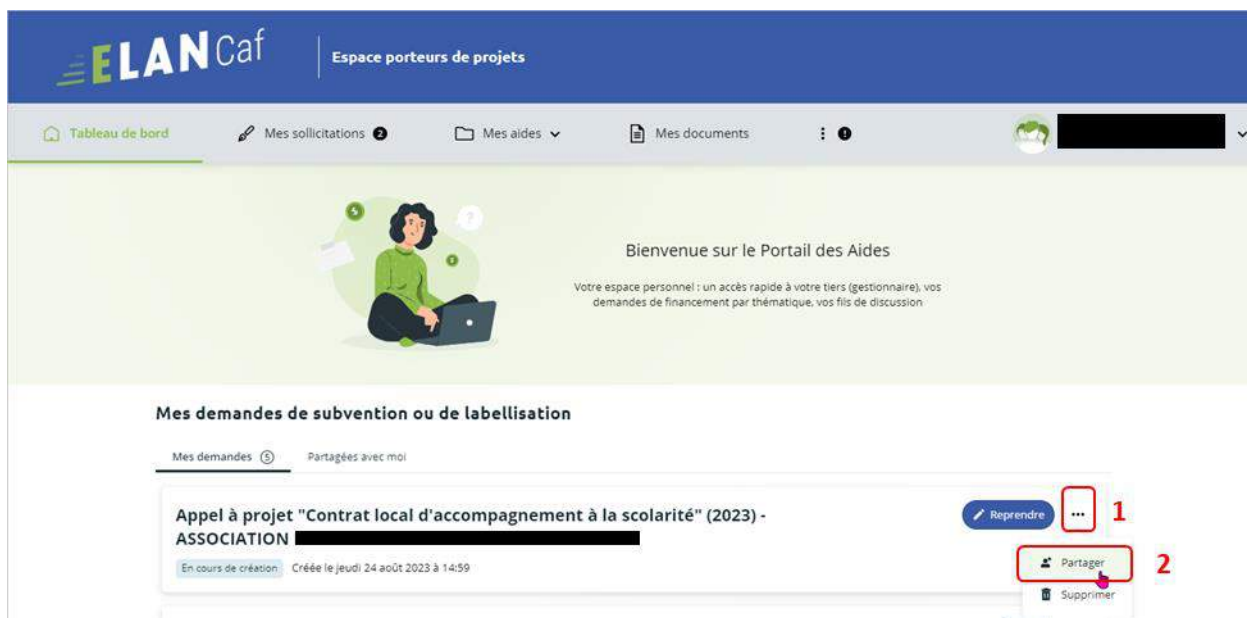 ELAN Caf
Espace porteurs de projets
Tableau de bord
Mes sollicitations 2
Mes aides
Mes documents
Bienvenue sur le Portail des Aides
Votre espace personnel : un accès rapide à votre tiers (gestionnaire), vos
demandes de financement par thématique, vos fils de discussion
Mes demandes de subvention ou de labellisation
Mes demandes 5
Partagées avec moi
Appel à projet "Contrat local d'accompagnement à la scolarité" (2023) -
ASSOCIATION
Reprendre
... 1
En cours de création Créée le jeudi 24 août 2023 à 14:59
Partager 2
Supprimer